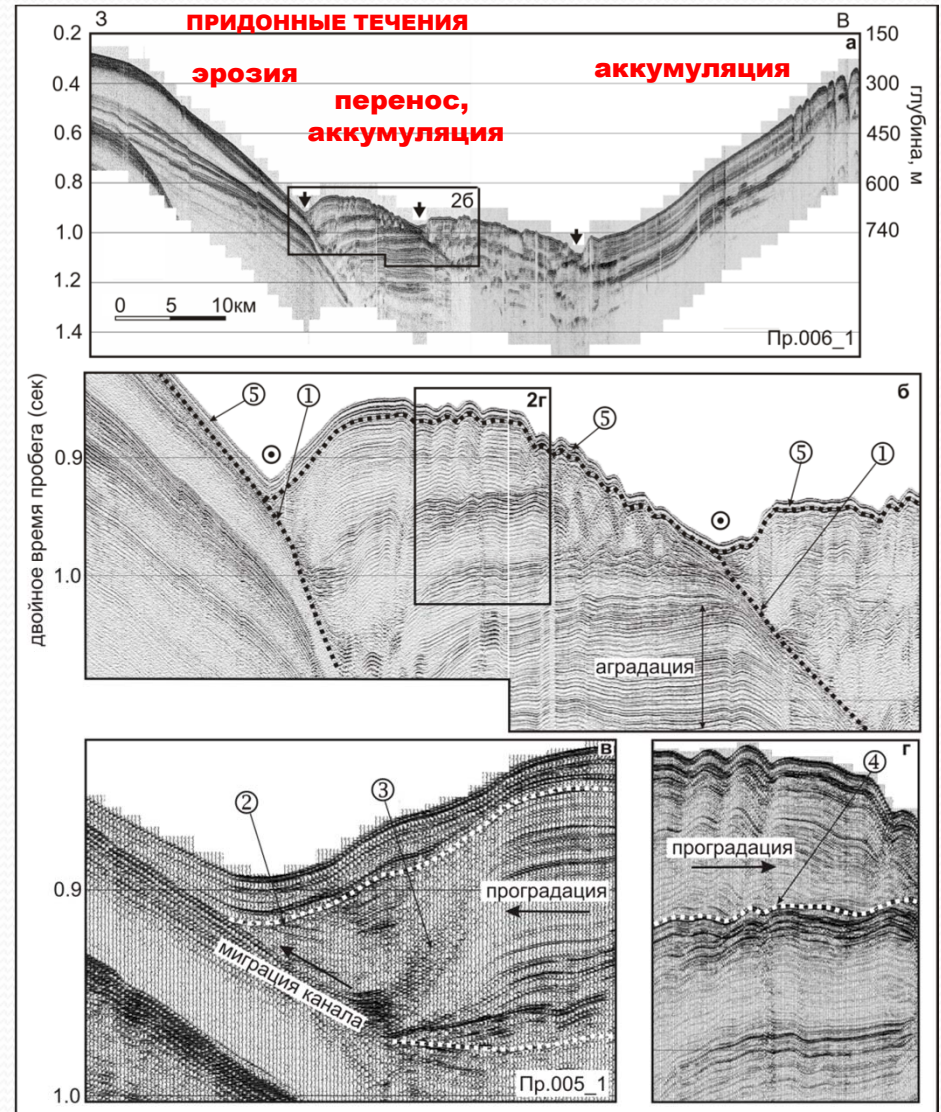 З
ПРИДОННЫЕ ТЕЧЕНИЯ
В
а
эрозия
перенос,
аккумуляция
аккумуляция
0.2
0.4
0.6
0.8
1.0
1.2
1.4
150
300
450
600
740
глубина, м
2б
0 5 10км
Пр.006_1
двойное время пробега (сек)
б
0.9
1.0
⑤
①
⊙
2г
⑤
⊙
⑤
①
аградация
в
0.9
1.0
②
③
проградация
миграция канала
Пр.005_1
г
④
проградация